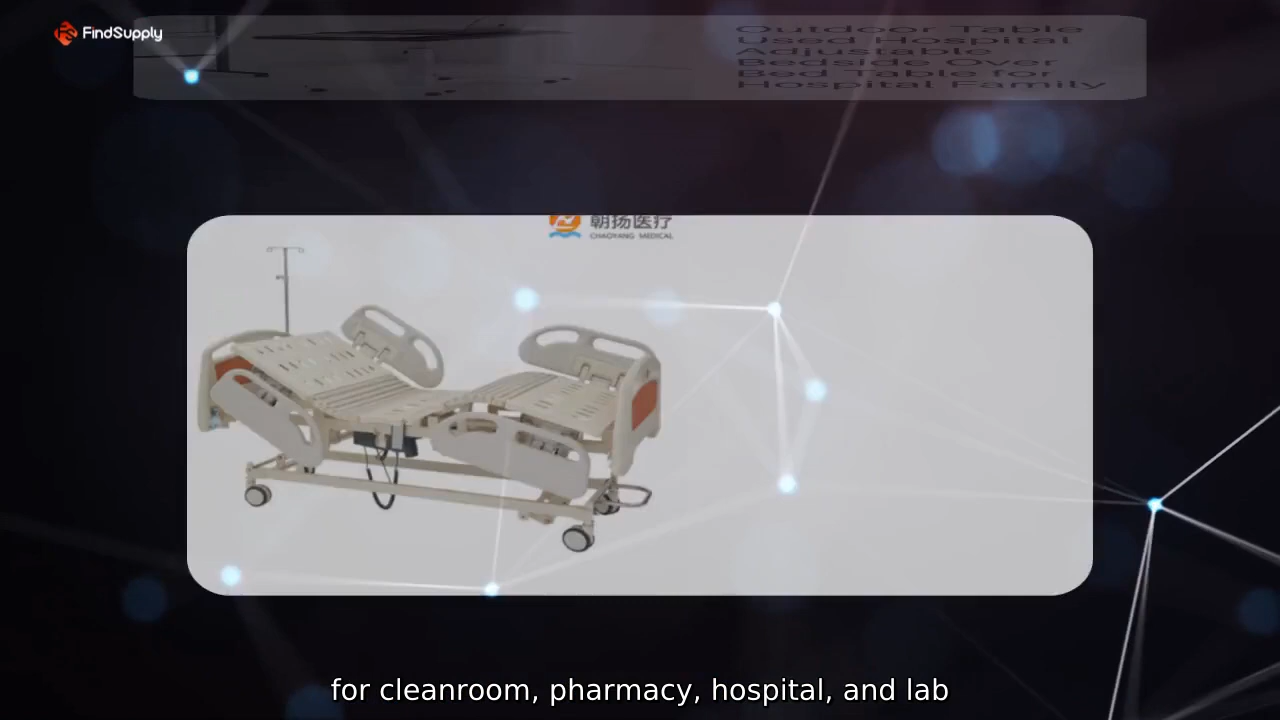 FindSupply
Outdoor Table
Used Hospital
Adjustable
Bedside Over
Bed Table for
Hospital Family
朝扬医疗
CHAOYANG MEDICAL
for cleanroom, pharmacy, hospital, and lab